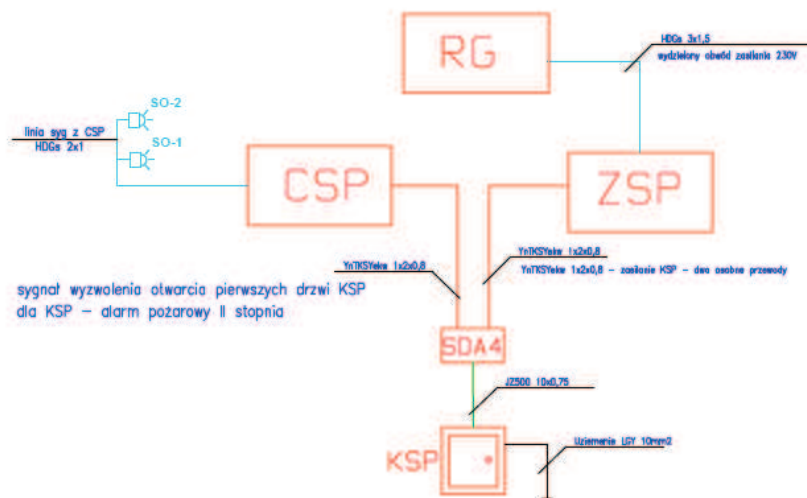 RG
HDGs 3x1,5
wydzielony obwód zasilania 230V
SO-2
linia syg z CSP
HDGs 2x1
SO-1
CSP
ZSP
YnTKSYekw 1x2x0,8
YnTKSYekw 1x2x0,8
YnTKSYekw 1x2x0,8 - zasilanie KSP - dwa osobne przewody
sygnał wyzwolenia otwarcia pierwszych drzwi KSP
dla KSP - alarm pożarowy II stopnia
SDA4
JZ500 10x0,75
KSP
Uziemienie LGY 10mm2